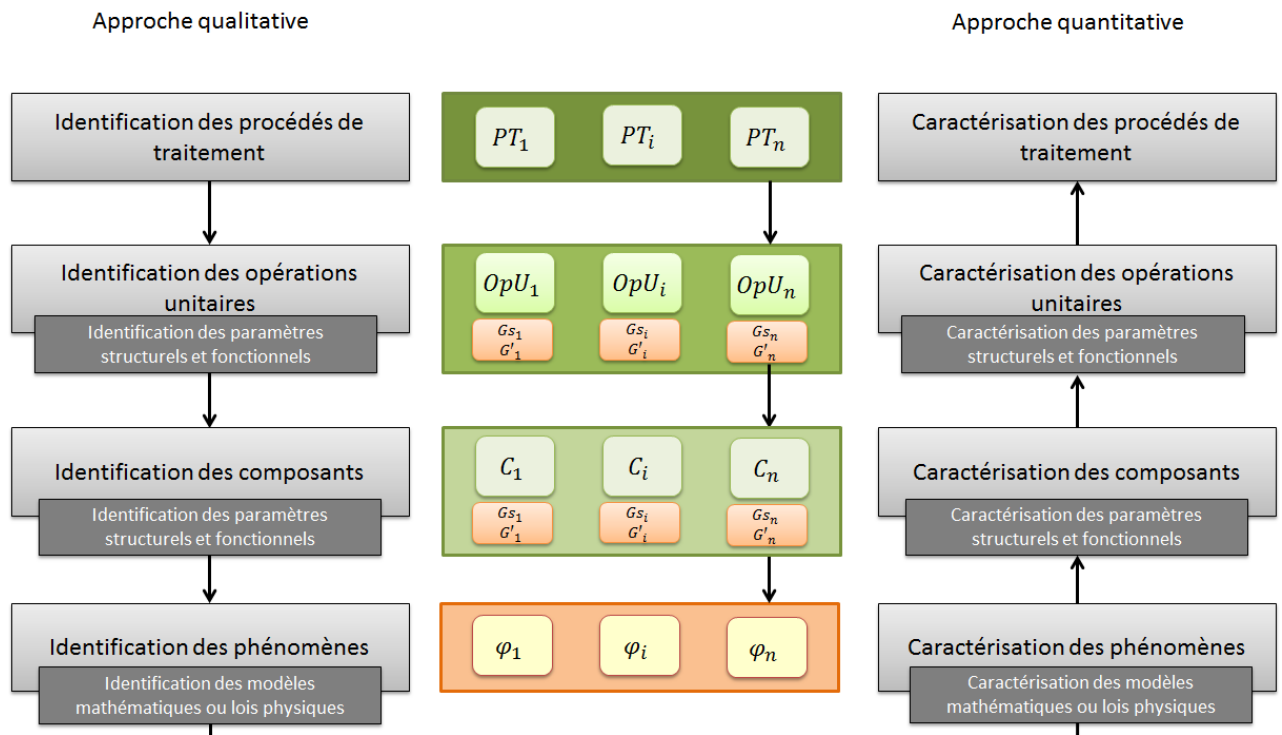 Approche qualitative
Approche quantitative
Identification des procédés de
traitement
PT₁ PTᵢ PTₙ
Caractérisation des procédés de
traitement
Identification des opérations
unitaires
Identification des paramètres
structurels et fonctionnels
OpU₁ OpUᵢ OpUₙ
Gs₁ Gsᵢ Gsₙ
G'₁ G'ᵢ G'ₙ
Caractérisation des opérations
unitaires
Caractérisation des paramètres
structurels et fonctionnels
Identification des composants
Identification des paramètres
structurels et fonctionnels
C₁ Cᵢ Cₙ
Gs₁ Gsᵢ Gsₙ
G'₁ G'ᵢ G'ₙ
Caractérisation des composants
Caractérisation des paramètres
structurels et fonctionnels
Identification des phénomènes
Identification des modèles
mathématiques ou lois physiques
φ₁ φᵢ φₙ
Caractérisation des phénomènes
Caractérisation des modèles
mathématiques ou lois physiques